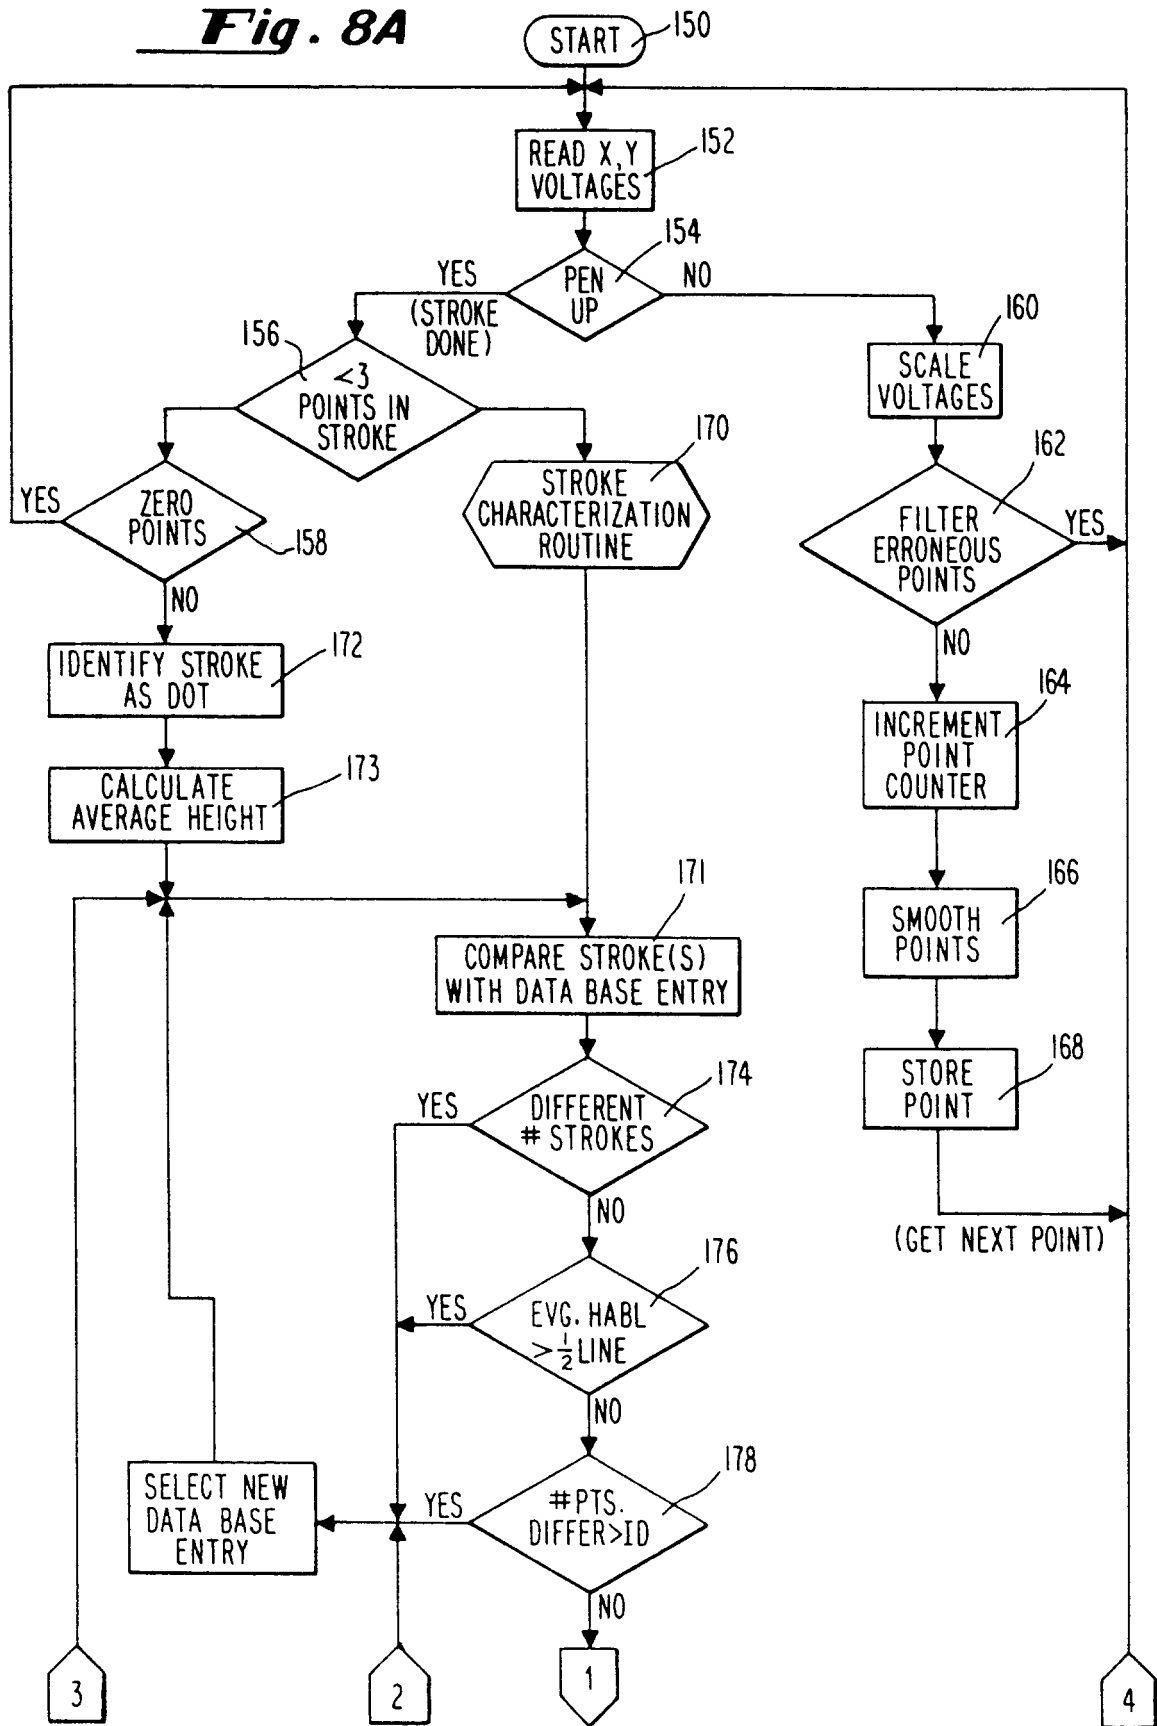 Fig. 8A
START
150
READ X,Y
VOLTAGES
152
PEN
UP
154
YES
(STROKE
DONE)
NO
<3
POINTS IN
STROKE
156
SCALE
VOLTAGES
160
ZERO
POINTS
158
YES
NO
STROKE
CHARACTERIZATION
ROUTINE
170
FILTER
ERRONEOUS
POINTS
162
YES
NO
IDENTIFY STROKE
AS DOT
172
INCREMENT
POINT
COUNTER
164
CALCULATE
AVERAGE HEIGHT
173
SMOOTH
POINTS
166
COMPARE STROKE(S)
WITH DATA BASE ENTRY
171
STORE
POINT
168
(GET NEXT POINT)
DIFFERENT
# STROKES
174
YES
NO
EVG. HABL
>½ LINE
176
YES
NO
#PTS.
DIFFER>ID
178
YES
NO
SELECT NEW
DATA BASE
ENTRY
3
2
1
4